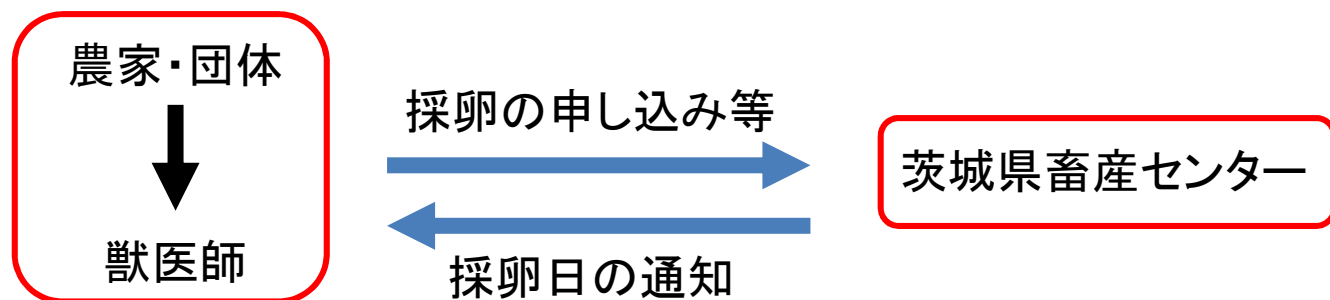 農家・団体
獣医師
採卵の申し込み等
採卵日の通知
茨城県畜産センター